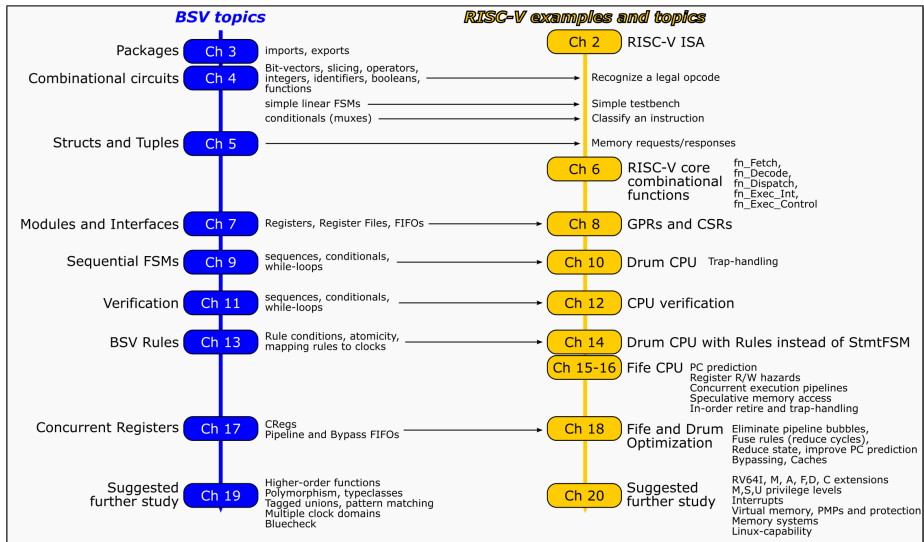 BSV topics
RISC-V examples and topics
Ch 2
RISC-V ISA
Packages
Ch 3
imports, exports
Combinational circuits
Ch 4
Bit-vectors, slicing, operators,
integers, identifiers, booleans,
functions
Recognize a legal opcode
simple linear FSMs
Simple testbench
conditionals (muxes)
Classify an instruction
Structs and Tuples
Ch 5
Memory requests/responses
Ch 6
RISC-V core
combinational
functions
fn_Fetch,
fn_Decode,
fn_Dispatch,
fn_Exec_Int,
fn_Exec_Control
Modules and Interfaces
Ch 7
Registers, Register Files, FIFOs
Ch 8
GPRs and CSRs
Sequential FSMs
Ch 9
sequences, conditionals,
while-loops
Ch 10
Drum CPU
Trap-handling
Verification
Ch 11
sequences, conditionals,
while-loops
Ch 12
CPU verification
BSV Rules
Ch 13
Rule conditions, atomicity,
mapping rules to clocks
Ch 14
Drum CPU with Rules instead of StmtFSM
Ch 15-16
Fife CPU
PC prediction
Register R/W hazards
Concurrent execution pipelines
Speculative memory access
In-order retire and trap-handling
Concurrent Registers
Ch 17
CRegs
Pipeline and Bypass FIFOs
Ch 18
Fife and Drum
Optimization
Eliminate pipeline bubbles,
Fuse rules (reduce cycles),
Reduce state, improve PC prediction
Bypassing, Caches
Suggested
further study
Ch 19
Higher-order functions
Polymorphism, typeclasses
Tagged unions, pattern matching
Multiple clock domains
Bluecheck
Ch 20
Suggested
further study
RV64I, M, A, F,D, C extensions
M,S,U privilege levels
Interrupts
Virtual memory, PMPs and protection
Memory systems
Linux-capability